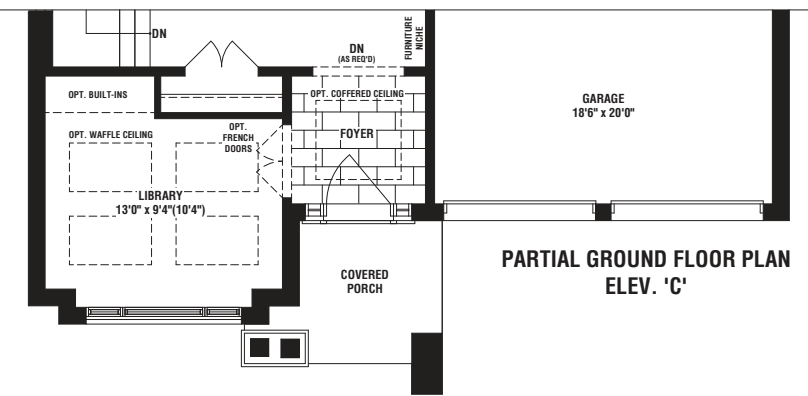 DN
DN
(AS REQ'D)
FURNITURE
NICHE
OPT. BUILT-INS
OPT. COFFERED CEILING
GARAGE
18'6" x 20'0"
OPT. WAFFLE CEILING
OPT.
FRENCH
DOORS
FOYER
LIBRARY
13'0" x 9'4"(10'4")
COVERED
PORCH
PARTIAL GROUND FLOOR PLAN
ELEV. 'C'